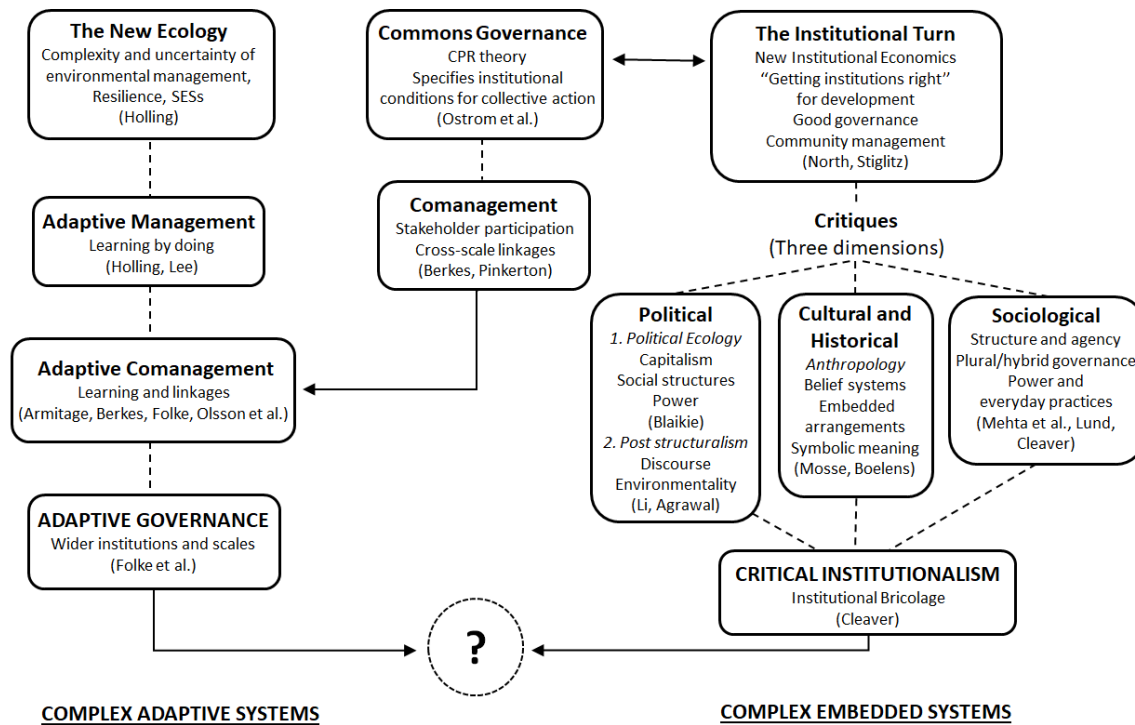 The New Ecology
Complexity and uncertainty of
environmental management,
Resilience, SESs
(Holling)
Commons Governance
CPR theory
Specifies institutional
conditions for collective action
(Ostrom et al.)
The Institutional Turn
New Institutional Economics
“Getting institutions right”
for development
Good governance
Community management
(North, Stiglitz)
Adaptive Management
Learning by doing
(Holling, Lee)
Comanagement
Stakeholder participation
Cross-scale linkages
(Berkes, Pinkerton)
Critiques
(Three dimensions)
Political
1. Political Ecology
Capitalism
Social structures
Power
(Blaikie)
2. Post structuralism
Discourse
Environmentality
(Li, Agrawal)
Cultural and
Historical
Anthropology
Belief systems
Embedded
arrangements
Symbolic meaning
(Mosse, Boelens)
Sociological
Structure and agency
Plural/hybrid governance
Power and
everyday practices
(Mehta et al., Lund,
Cleaver)
Adaptive Comanagement
Learning and linkages
(Armitage, Berkes, Folke, Olsson et al.)
ADAPTIVE GOVERNANCE
Wider institutions and scales
(Folke et al.)
CRITICAL INSTITUTIONALISM
Institutional Bricolage
(Cleaver)
?
COMPLEX ADAPTIVE SYSTEMS
COMPLEX EMBEDDED SYSTEMS